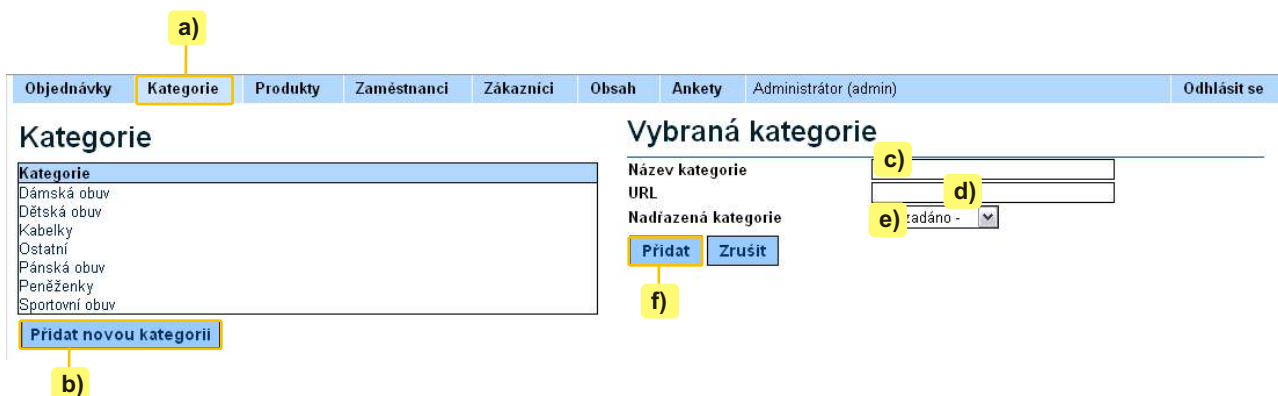 a)
Objednávky Kategorie Produkty Zaměstnanci Zákazníci Obsah Ankety Administrátor (admin) Odhlásit se
Kategorie
Kategorie
Dámská obuv
Dětská obuv
Kabelky
Ostatní
Pánská obuv
Peněženky
Sportovní obuv
Přidat novou kategorii
b)
Vybraná kategorie
Název kategorie c)
URL d)
Nadřazená kategorie e) zadáno -
Přidat Zrušit
f)